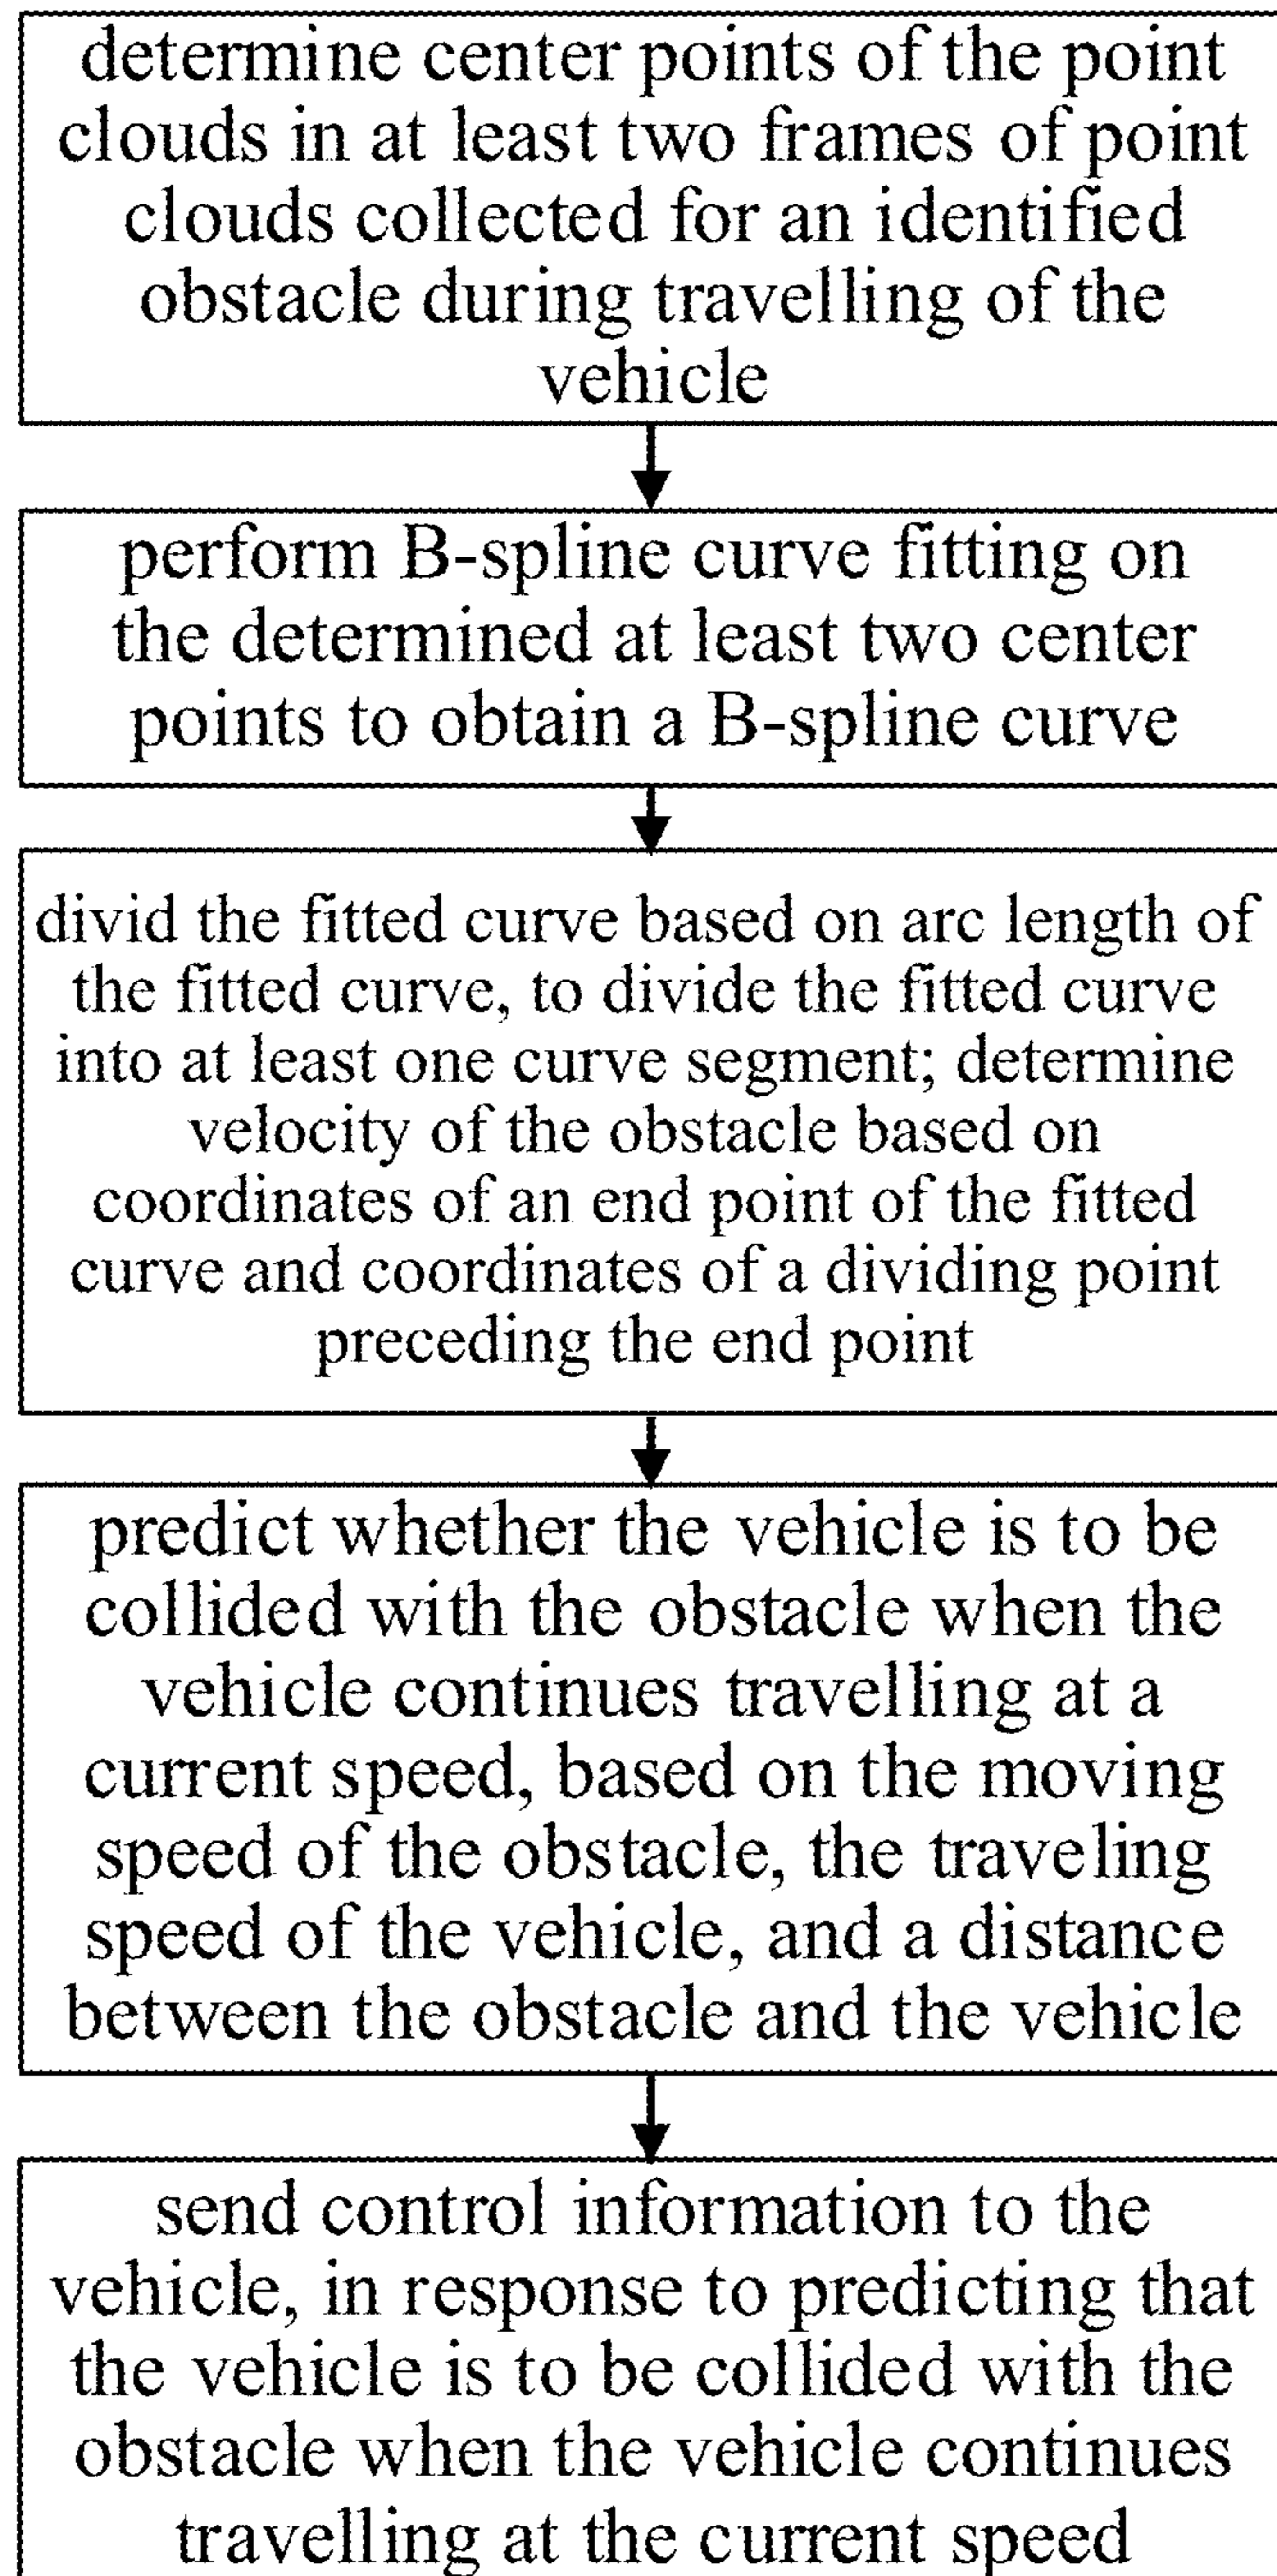 determine center points of the point
clouds in at least two frames of point
clouds collected for an identified
obstacle during travelling of the
vehicle
perform B-spline curve fitting on
the determined at least two center
points to obtain a B-spline curve
divid the fitted curve based on arc length of
the fitted curve, to divide the fitted curve
into at least one curve segment; determine
velocity of the obstacle based on
coordinates of an end point of the fitted
curve and coordinates of a dividing point
preceding the end point
predict whether the vehicle is to be
collided with the obstacle when the
vehicle continues travelling at a
current speed, based on the moving
speed of the obstacle, the traveling
speed of the vehicle, and a distance
between the obstacle and the vehicle
send control information to the
vehicle, in response to predicting that
the vehicle is to be collided with the
obstacle when the vehicle continues
travelling at the current speed